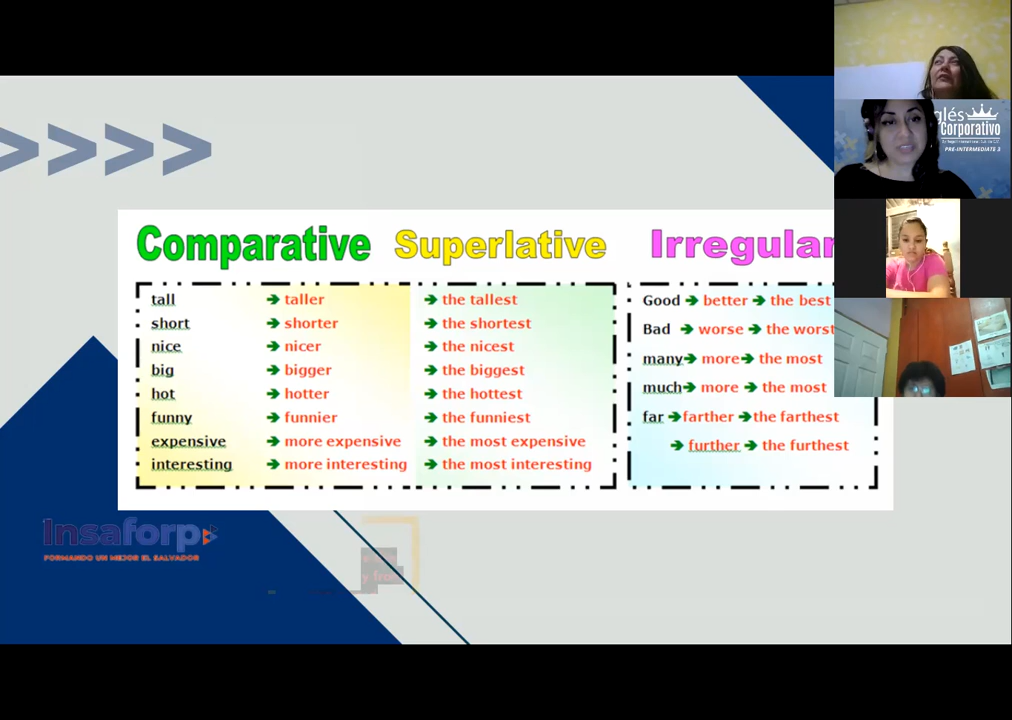 >>>>
glés
Corporativo
PRE-INTERMEDIATE 3
Comparative Superlative Irregular
tall → taller → the tallest
short → shorter → the shortest
nice → nicer → the nicest
big → bigger → the biggest
hot → hotter → the hottest
funny → funnier → the funniest
expensive → more expensive → the most expensive
interesting → more interesting → the most interesting
Good → better → the best
Bad → worse → the worst
many → more → the most
much → more → the most
far → farther → the farthest
→ further → the furthest
Insaforp
FORMANDO UN MEJOR EL SALVADOR